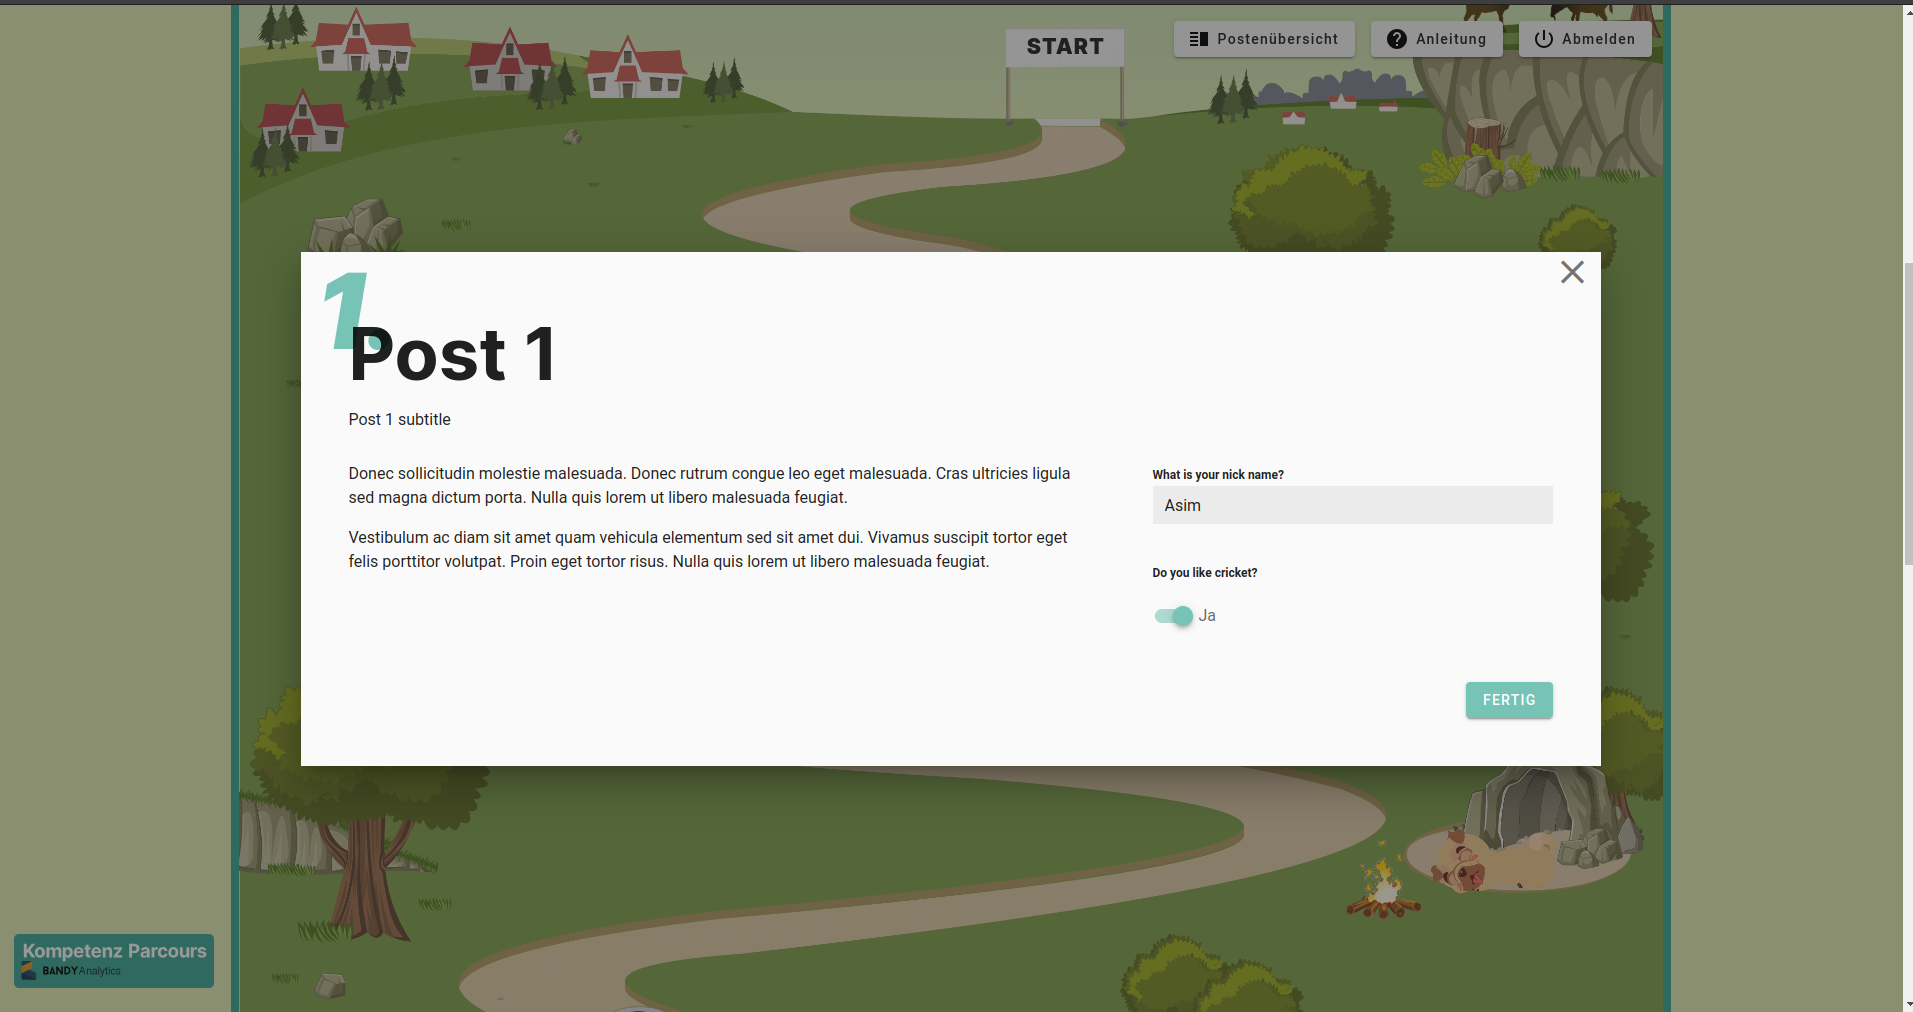 START
Postenübersicht
Anleitung
Abmelden
1.
Post 1
Post 1 subtitle
Donec sollicitudin molestie malesuada. Donec rutrum congue leo eget malesuada. Cras ultricies ligula
sed magna dictum porta. Nulla quis lorem ut libero malesuada feugiat.
Vestibulum ac diam sit amet quam vehicula elementum sed sit amet dui. Vivamus suscipit tortor eget
felis porttitor volutpat. Proin eget tortor risus. Nulla quis lorem ut libero malesuada feugiat.
What is your nick name?
Asim
Do you like cricket?
Ja
FERTIG
Kompetenz Parcours
BANDYAnalytics